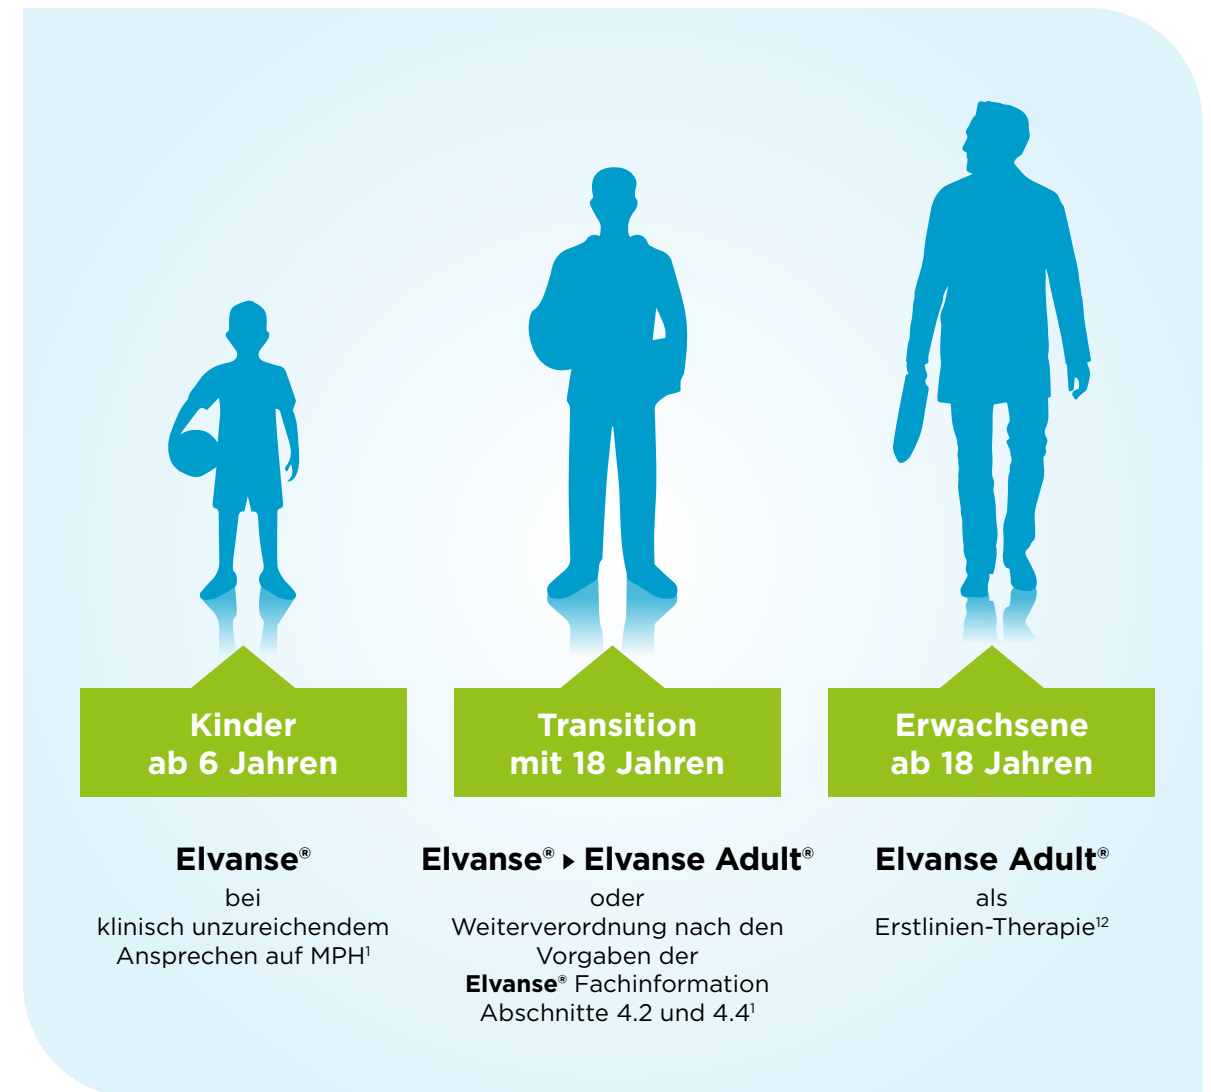 Kinder
ab 6 Jahren
Transition
mit 18 Jahren
Erwachsene
ab 18 Jahren
Elvanse®
bei
klinisch unzureichendem
Ansprechen auf MPH¹
Elvanse® ▸ Elvanse Adult®
oder
Weiterverordnung nach den
Vorgaben der
Elvanse® Fachinformation
Abschnitte 4.2 und 4.4¹
Elvanse Adult®
als
Erstlinien-Therapie¹²